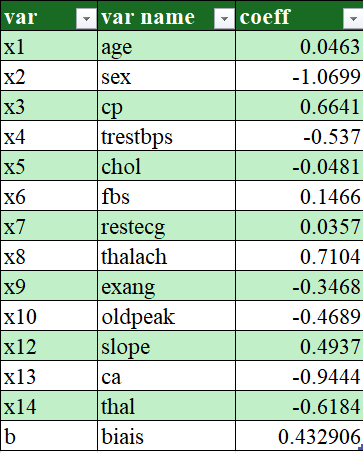 var var name coeff
x1 age 0.0463
x2 sex -1.0699
x3 cp 0.6641
x4 trestbps -0.537
x5 chol -0.0481
x6 fbs 0.1466
x7 restecg 0.0357
x8 thalach 0.7104
x9 exang -0.3468
x10 oldpeak -0.4689
x12 slope 0.4937
x13 ca -0.9444
x14 thal -0.6184
b biais 0.432906